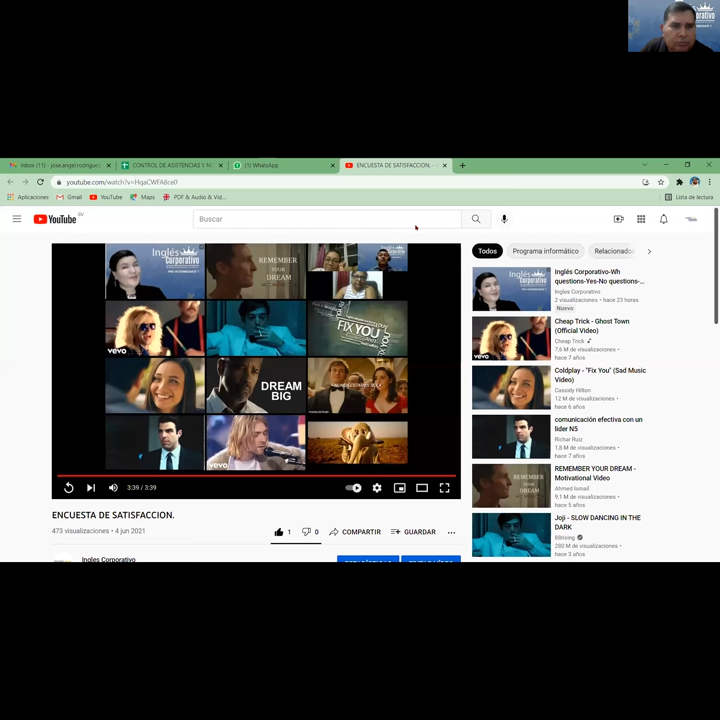 Inbox (11) - jose.angel.rodrigues
CONTROL DE ASISTENCIAS Y N
(1) WhatsApp
ENCUESTA DE SATISFACCION. -
youtube.com/watch?v=HqaCWFA8ce0
Aplicaciones
Gmail
YouTube
Maps
PDF & Audio & Vid...
Lista de lectura
YouTube
SV
Buscar
Inglés
Corporativo
REMEMBER
YOUR
DREAM
vevo
FIX YOU
DREAM
BIG
vevo
3:39 / 3:39
ENCUESTA DE SATISFACCION.
473 visualizaciones • 4 jun 2021
1
0
COMPARTIR
GUARDAR
Ingles Corporativo
Todos
Programa informático
Relacionados
Inglés Corporativo-Wh
questions-Yes-No questions-...
Ingles Corporativo
2 visualizaciones • hace 23 horas
Nuevo
Cheap Trick - Ghost Town
(Official Video)
Cheap Trick
7,6 M de visualizaciones •
hace 7 años
Coldplay - "Fix You" (Sad Music
Video)
Cassidy Hilton
12 M de visualizaciones •
hace 6 años
comunicación efectiva con un
lider N5
Richar Ruiz
1,8 M de visualizaciones •
hace 7 años
REMEMBER YOUR DREAM -
Motivational Video
Ahmed Ismail
9,1 M de visualizaciones •
hace 5 años
Joji - SLOW DANCING IN THE
DARK
88rising
280 M de visualizaciones •
hace 3 años